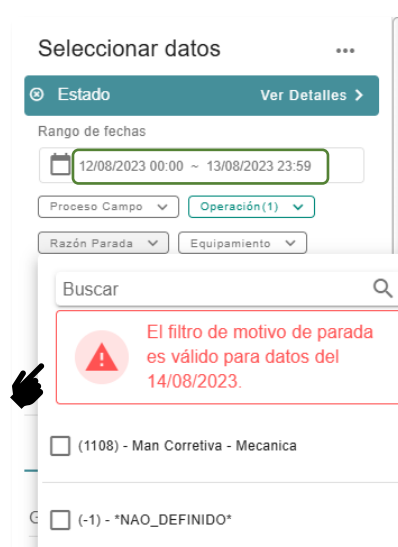 Seleccionar datos
Estado Ver Detalles
Rango de fechas
12/08/2023 00:00 ~ 13/08/2023 23:59
Proceso Campo Operación(1)
Razón Parada Equipamiento
Buscar
El filtro de motivo de parada
es válido para datos del
14/08/2023.
(1108) - Man Corretiva - Mecanica
(-1) - *NAO_DEFINIDO*